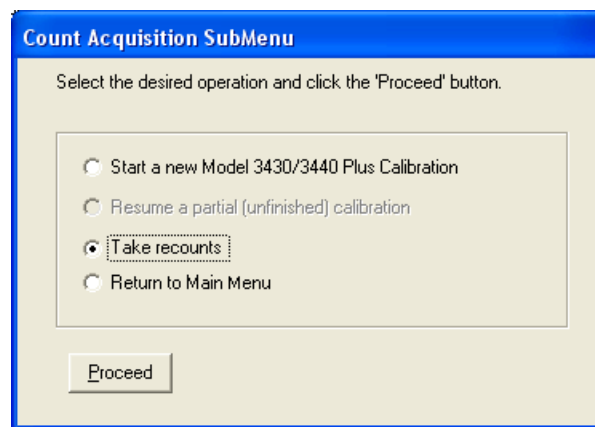 Count Acquisition SubMenu
Select the desired operation and click the 'Proceed' button.
Start a new Model 3430/3440 Plus Calibration
Resume a partial (unfinished) calibration
Take recounts
Return to Main Menu
Proceed